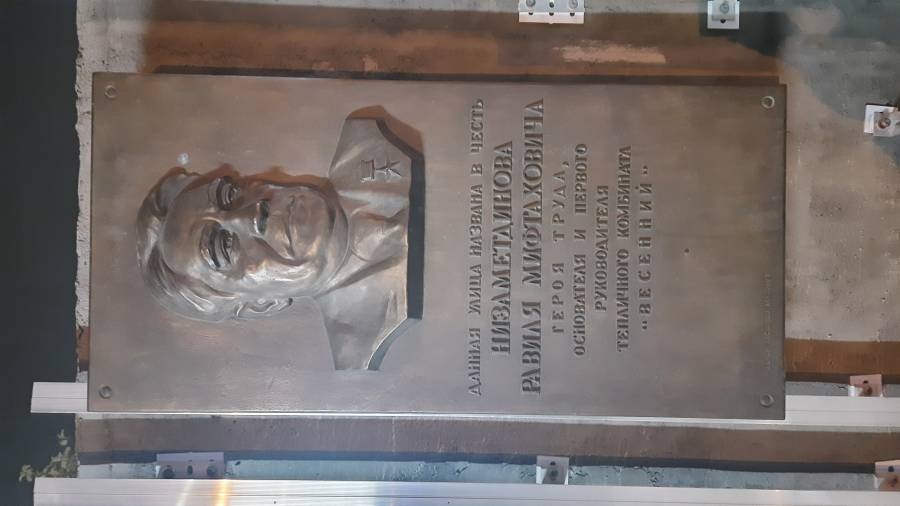 ДАННАЯ УЛИЦА НАЗВАНА В ЧЕСТЬ
НИЗАМЕТДИНОВА
РАВИЛЯ МИФТАХОВИЧА
ГЕРОЯ ТРУДА,
ОСНОВАТЕЛЯ И ПЕРВОГО
РУКОВОДИТЕЛЯ
ТЕПЛИЧНОГО КОМБИНАТА
"ВЕСЕННИЙ"